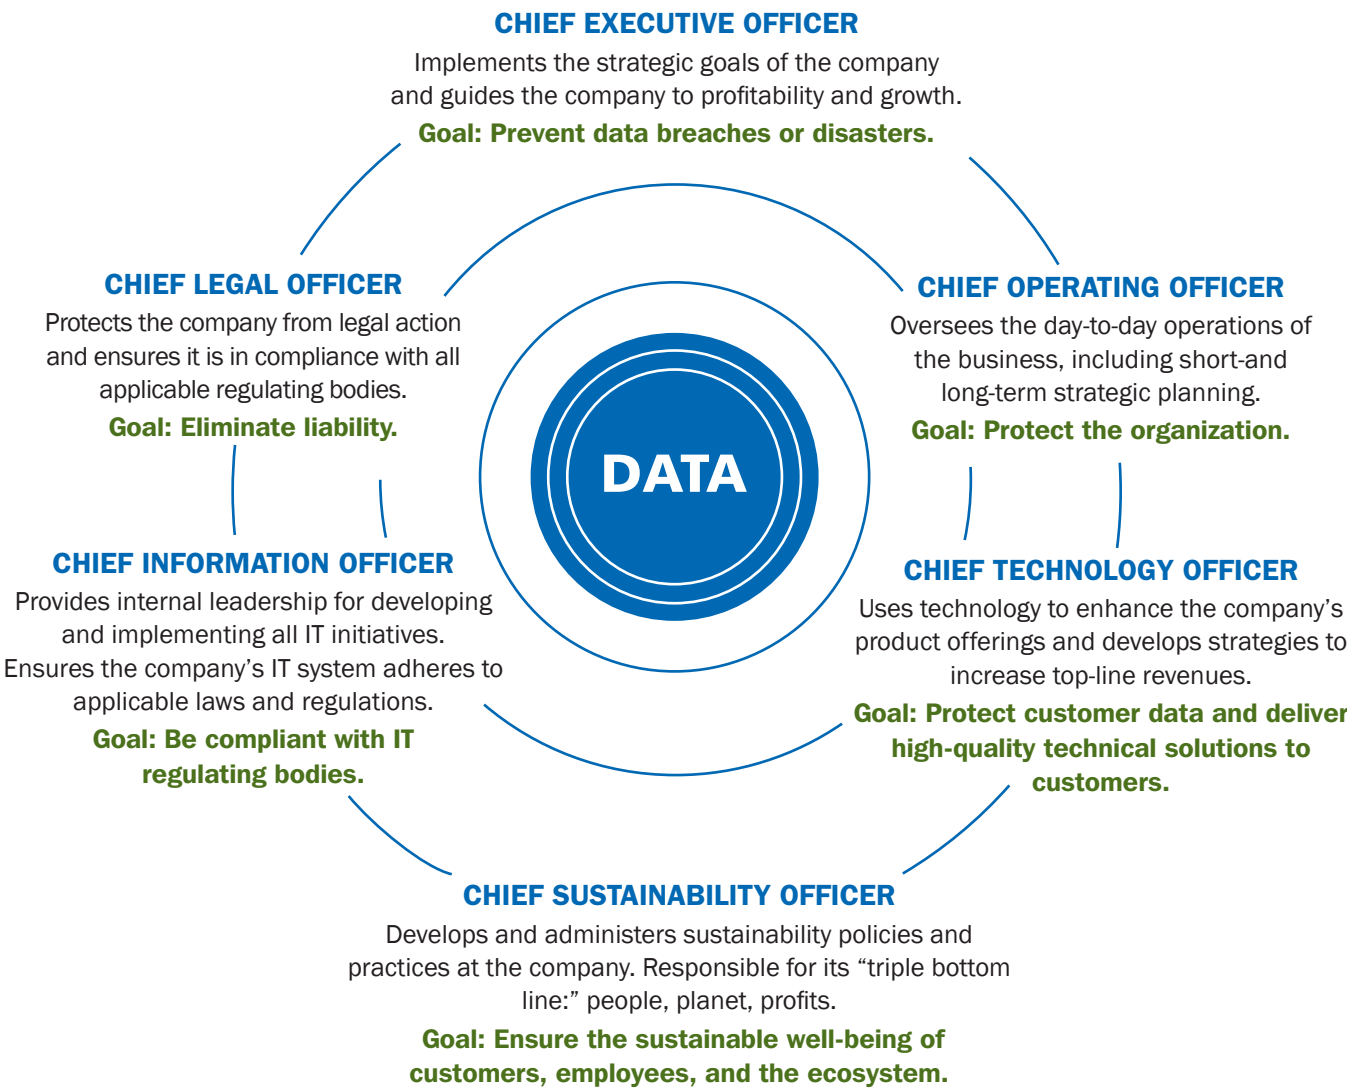 CHIEF EXECUTIVE OFFICER
Implements the strategic goals of the company
and guides the company to profitability and growth.
Goal: Prevent data breaches or disasters.
CHIEF LEGAL OFFICER
Protects the company from legal action
and ensures it is in compliance with all
applicable regulating bodies.
Goal: Eliminate liability.
CHIEF OPERATING OFFICER
Oversees the day-to-day operations of
the business, including short-and
long-term strategic planning.
Goal: Protect the organization.
DATA
CHIEF INFORMATION OFFICER
Provides internal leadership for developing
and implementing all IT initiatives.
Ensures the company’s IT system adheres to
applicable laws and regulations.
Goal: Be compliant with IT
regulating bodies.
CHIEF TECHNOLOGY OFFICER
Uses technology to enhance the company’s
product offerings and develops strategies to
increase top-line revenues.
Goal: Protect customer data and deliver
high-quality technical solutions to
customers.
CHIEF SUSTAINABILITY OFFICER
Develops and administers sustainability policies and
practices at the company. Responsible for its “triple bottom
line:” people, planet, profits.
Goal: Ensure the sustainable well-being of
customers, employees, and the ecosystem.